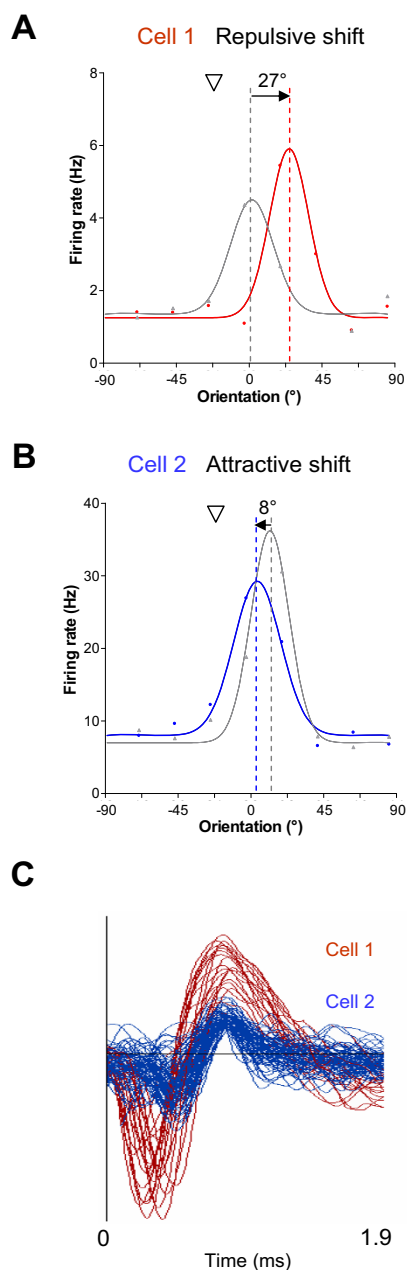 A
Cell 1 Repulsive shift
27°
8
6
4
2
0
Firing rate (Hz)
-90 -45 0 45 90
Orientation (°)
B
Cell 2 Attractive shift
8°
40
30
20
10
0
Firing rate (Hz)
-90 -45 0 45 90
Orientation (°)
C
Cell 1
Cell 2
0 1.9
Time (ms)